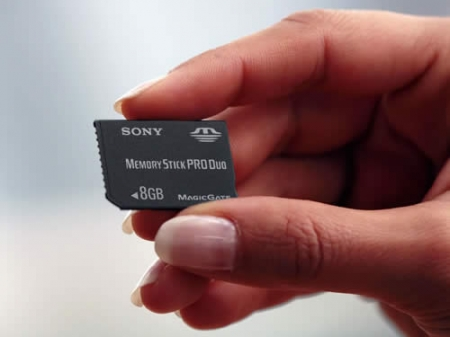 SONY
MEMORY STICK PRO DUO
◄8GB MAGICGATE